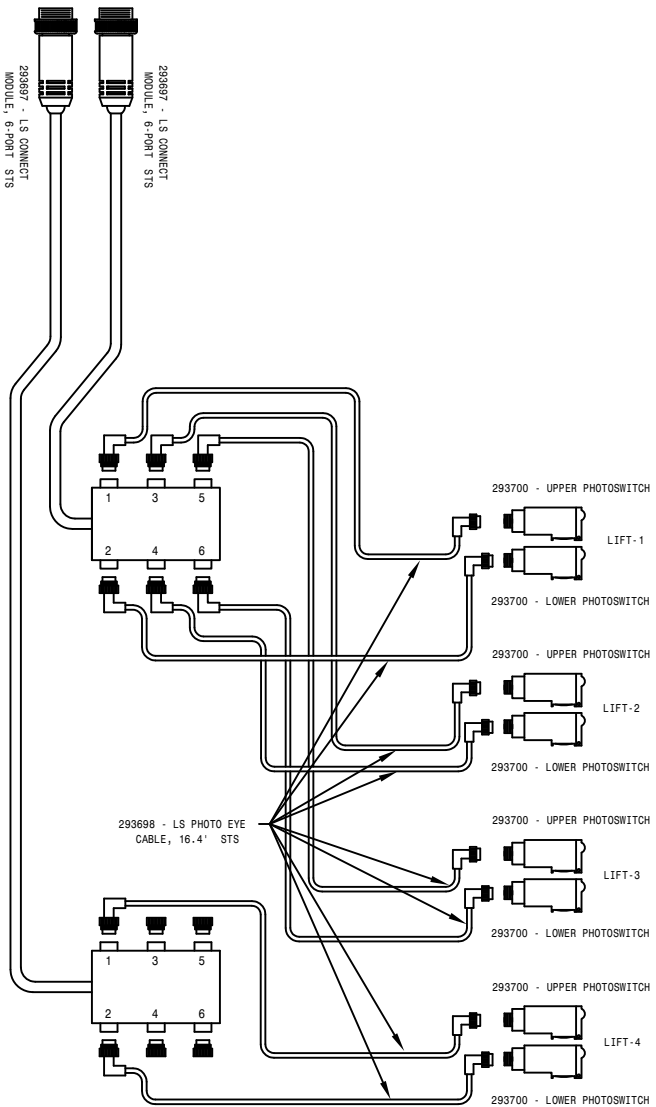 293697 - LS CONNECT
MODULE, 6-PORT STS
293697 - LS CONNECT
MODULE, 6-PORT STS
1 3 5
2 4 6
293700 - UPPER PHOTOSWITCH
LIFT-1
293700 - LOWER PHOTOSWITCH
293700 - UPPER PHOTOSWITCH
LIFT-2
293700 - LOWER PHOTOSWITCH
293698 - LS PHOTO EYE
CABLE, 16.4' STS
293700 - UPPER PHOTOSWITCH
LIFT-3
293700 - LOWER PHOTOSWITCH
1 3 5
2 4 6
293700 - UPPER PHOTOSWITCH
LIFT-4
293700 - LOWER PHOTOSWITCH